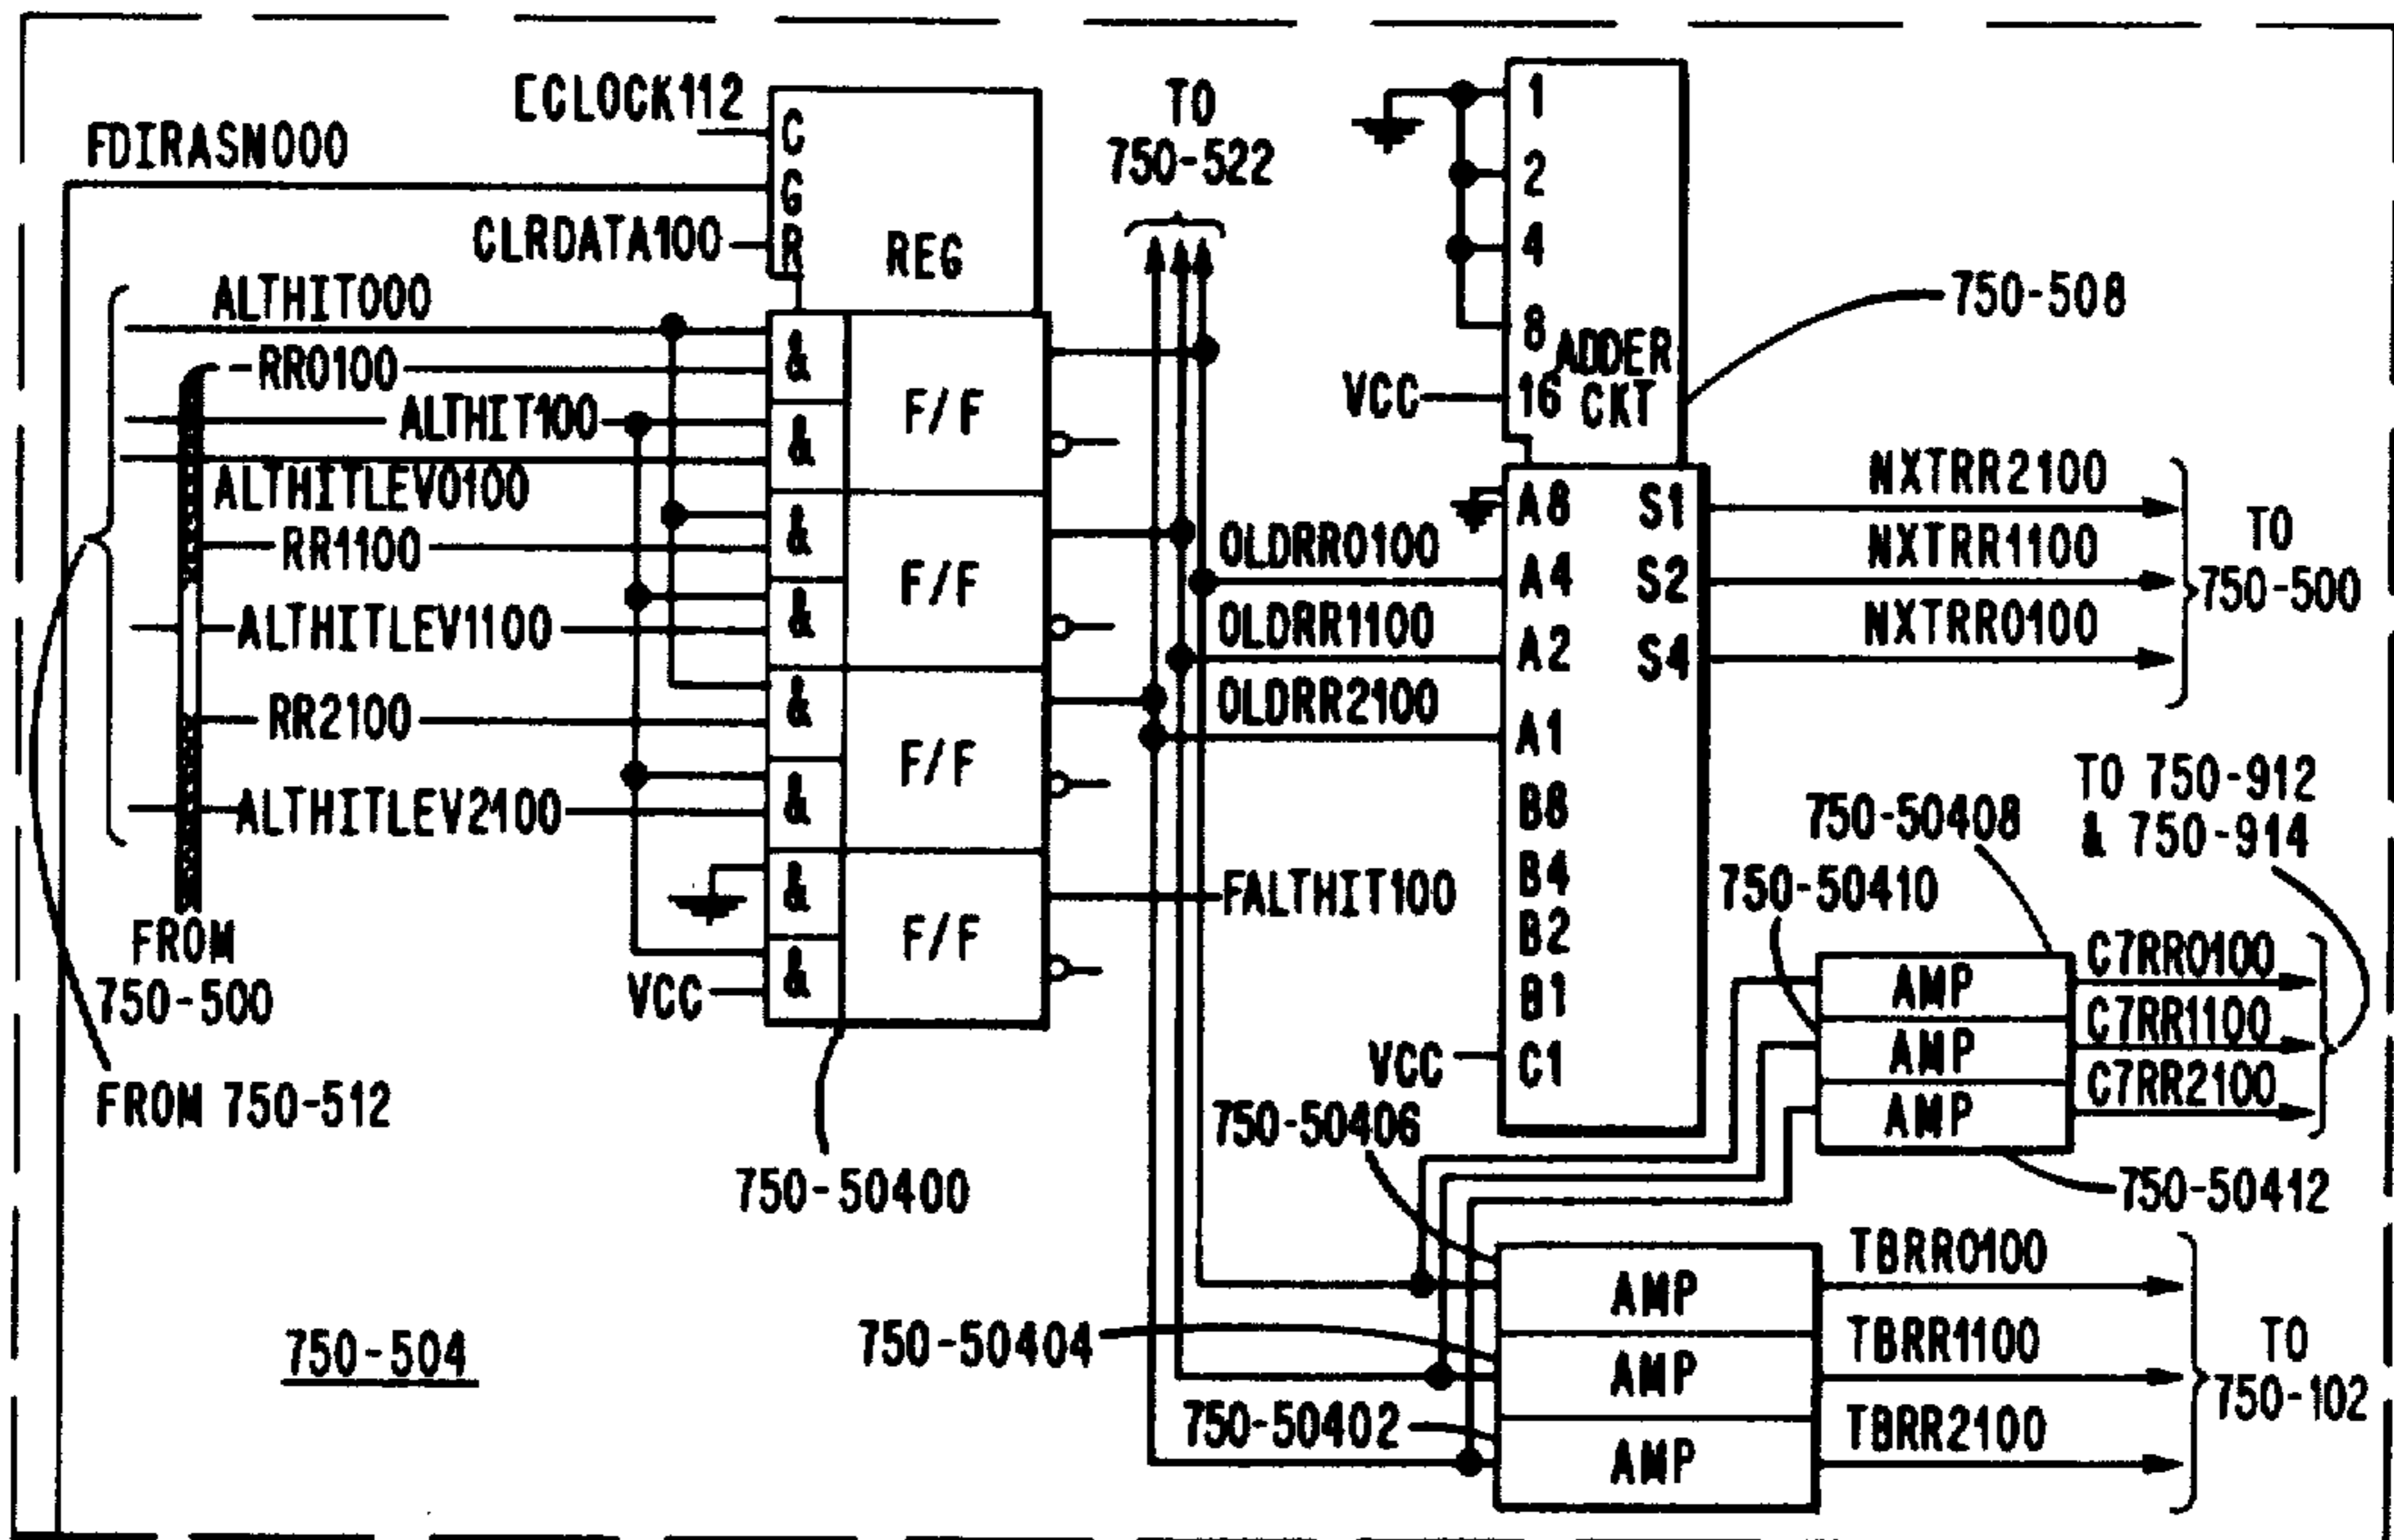 [CLOCK112
FDIRASN000
CLRDATA100
C
G
R
REG
ALTHIT000
-RR0100
ALTHIT100
ALTHITLEV0100
RR1100
ALTHITLEV1100
RR2100
ALTHITLEV2100
VCC
&
&
&
&
&
&
&
&
F/F
F/F
F/F
F/F
FROM
750-500
FROM 750-512
750-50400
750-504
TO
750-522
1
2
4
8
16
ADDER
CKT
VCC
750-508
OLDRR0100
OLDRR1100
OLDRR2100
FALTHIT100
A8
A4
A2
A1
B8
B4
B2
B1
C1
VCC
S1
S2
S4
NXTRR2100
NXTRR1100
NXTRR0100
TO
750-500
TO 750-912
& 750-914
750-50408
750-50410
AMP
AMP
AMP
C7RR0100
C7RR1100
C7RR2100
750-50412
750-50406
750-50404
750-50402
AMP
AMP
AMP
TBRR0100
TBRR1100
TBRR2100
TO
750-102